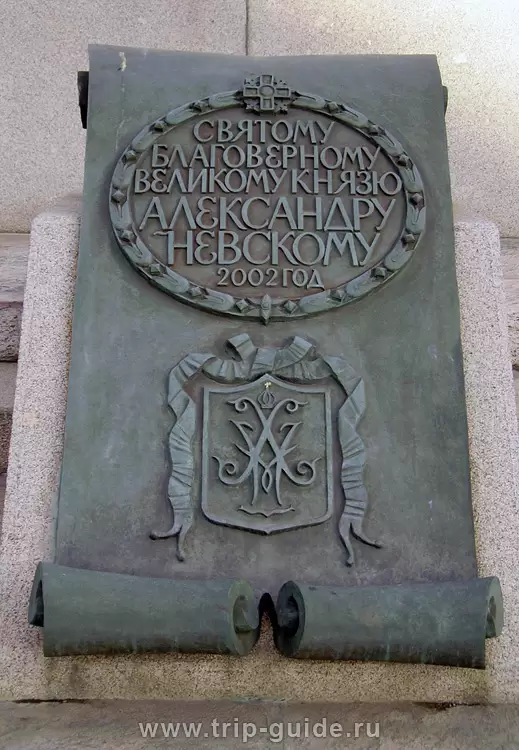 СВЯТОМУ
БЛАГОВЕРНОМУ
ВЕЛИКОМУ КНЯЗЮ
АЛЕКСАНДРУ
НЕВСКОМУ
2002 ГОД
www.trip-guide.ru